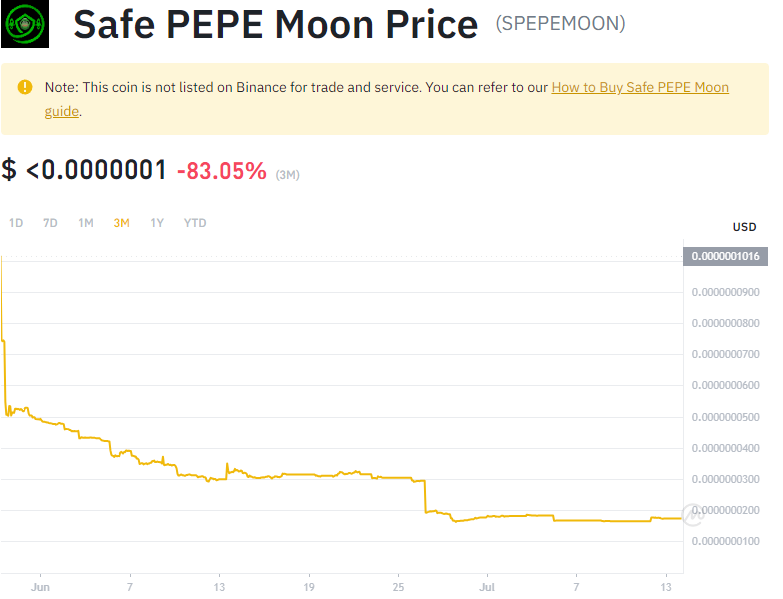 Safe PEPE Moon Price (SPEPEMOON)
Note: This coin is not listed on Binance for trade and service. You can refer to our How to Buy Safe PEPE Moon
guide.
$ <0.0000001 -83.05% (3M)
1D 7D 1M 3M 1Y YTD
USD
0.0000001016
0.0000000900
0.0000000800
0.0000000700
0.0000000600
0.0000000500
0.0000000400
0.0000000300
0.0000000200
0.0000000100
Jun 7 13 19 25 Jul 7 13